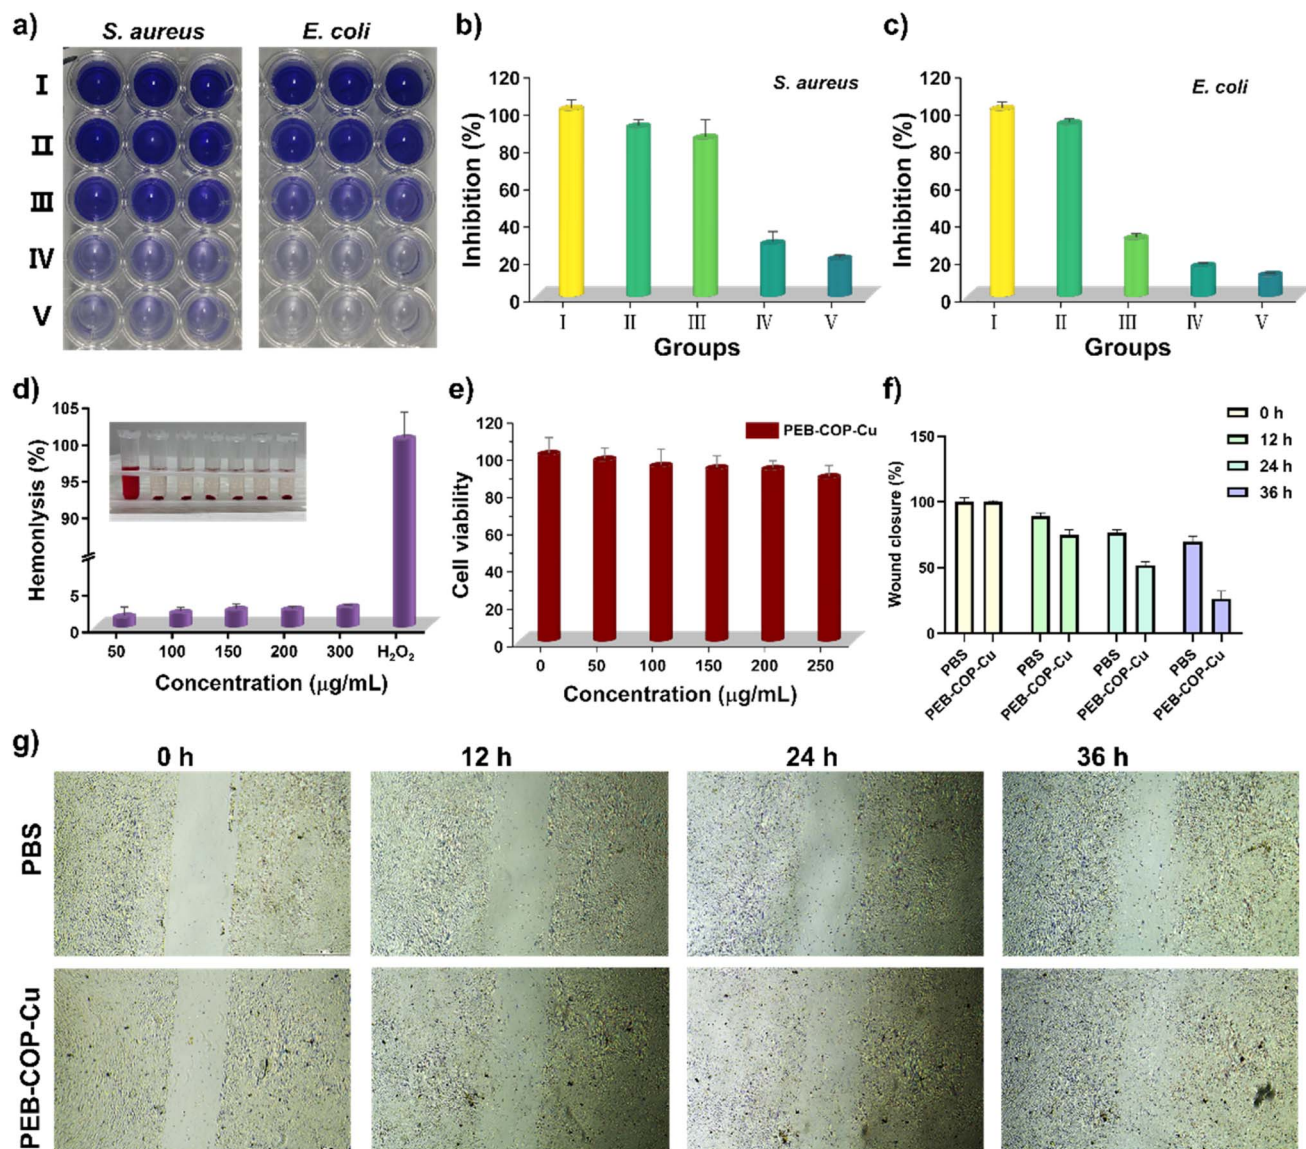 a)
S. aureus
E. coli
I
II
III
IV
V
b)
S. aureus
Inhibition (%)
120
100
80
60
40
20
0
I II III IV V
Groups
c)
E. coli
Inhibition (%)
120
100
80
60
40
20
0
I II III IV V
Groups
d)
Hemonlysis (%)
105
100
95
90
5
0
50 100 150 200 300 H₂O₂
Concentration (μg/mL)
e)
PEB-COP-Cu
Cell viability
120
100
80
60
40
20
0
0 50 100 150 200 250
Concentration (μg/mL)
f)
0 h
12 h
24 h
36 h
Wound closure (%)
150
100
50
0
PBS
PEB-COP-Cu
PBS
PEB-COP-Cu
PBS
PEB-COP-Cu
PBS
PEB-COP-Cu
g)
0 h 12 h 24 h 36 h
PBS
PEB-COP-Cu